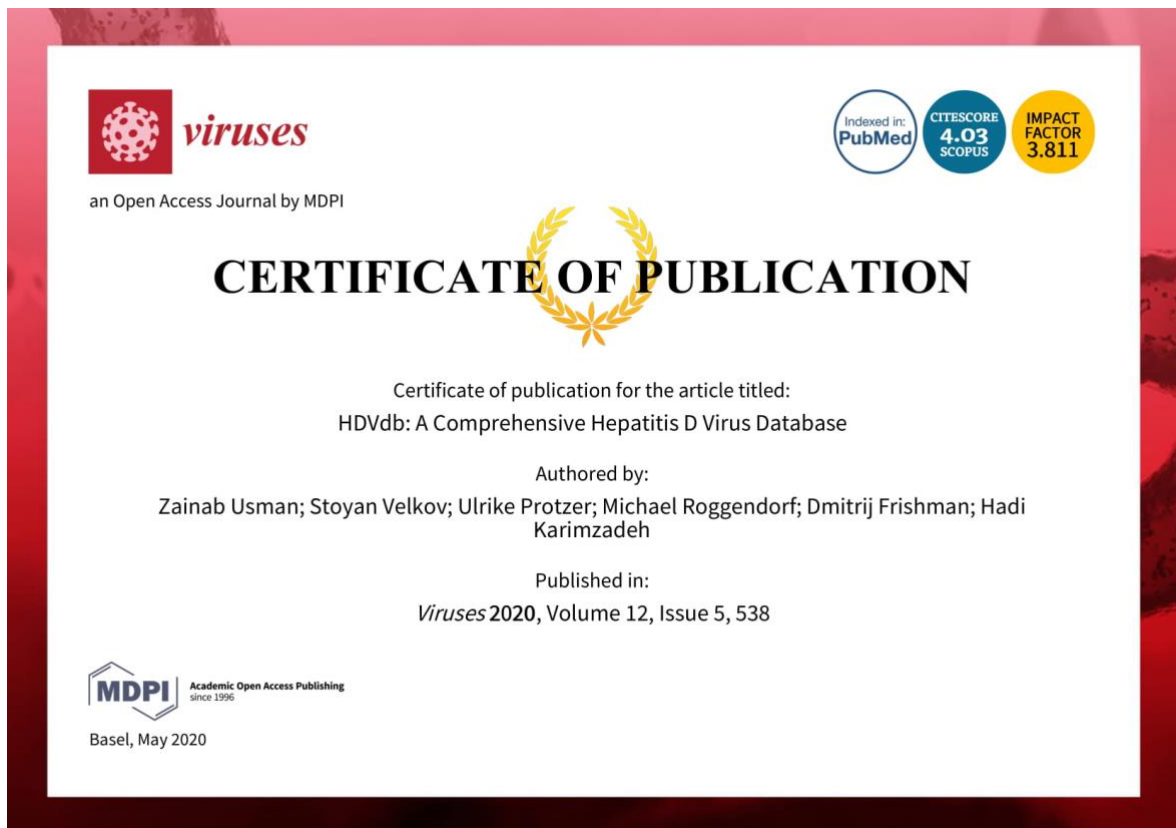 viruses
an Open Access Journal by MDPI
Indexed in:
PubMed
CITESCORE
4.03
SCOPUS
IMPACT
FACTOR
3.811
CERTIFICATE OF PUBLICATION
Certificate of publication for the article titled:
HDVdb: A Comprehensive Hepatitis D Virus Database
Authored by:
Zainab Usman; Stoyan Velkov; Ulrike Protzer; Michael Roggendorf; Dmitrij Frishman; Hadi
Karimzadeh
Published in:
Viruses 2020, Volume 12, Issue 5, 538
MDPI
Academic Open Access Publishing
since 1996
Basel, May 2020